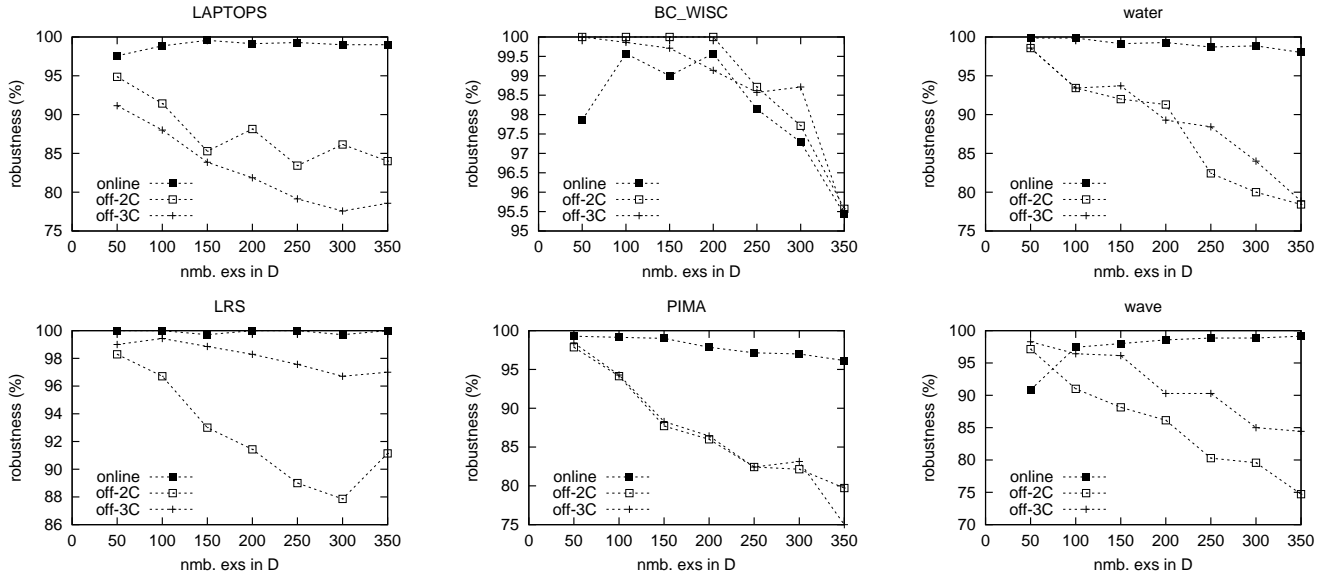 LAPTOPS
robustness (%)
100
95
90
85
80
75
online
off-2C
off-3C
0 50 100 150 200 250 300 350
nmb. exs in D
BC_WISC
robustness (%)
100
99.5
99
98.5
98
97.5
97
96.5
96
95.5
95
online
off-2C
off-3C
0 50 100 150 200 250 300 350
nmb. exs in D
water
robustness (%)
100
95
90
85
80
75
online
off-2C
off-3C
0 50 100 150 200 250 300 350
nmb. exs in D
LRS
robustness (%)
100
98
96
94
92
90
88
86
online
off-2C
off-3C
0 50 100 150 200 250 300 350
nmb. exs in D
PIMA
robustness (%)
100
95
90
85
80
75
online
off-2C
off-3C
0 50 100 150 200 250 300 350
nmb. exs in D
wave
robustness (%)
100
95
90
85
80
75
70
online
off-2C
off-3C
0 50 100 150 200 250 300 350
nmb. exs in D